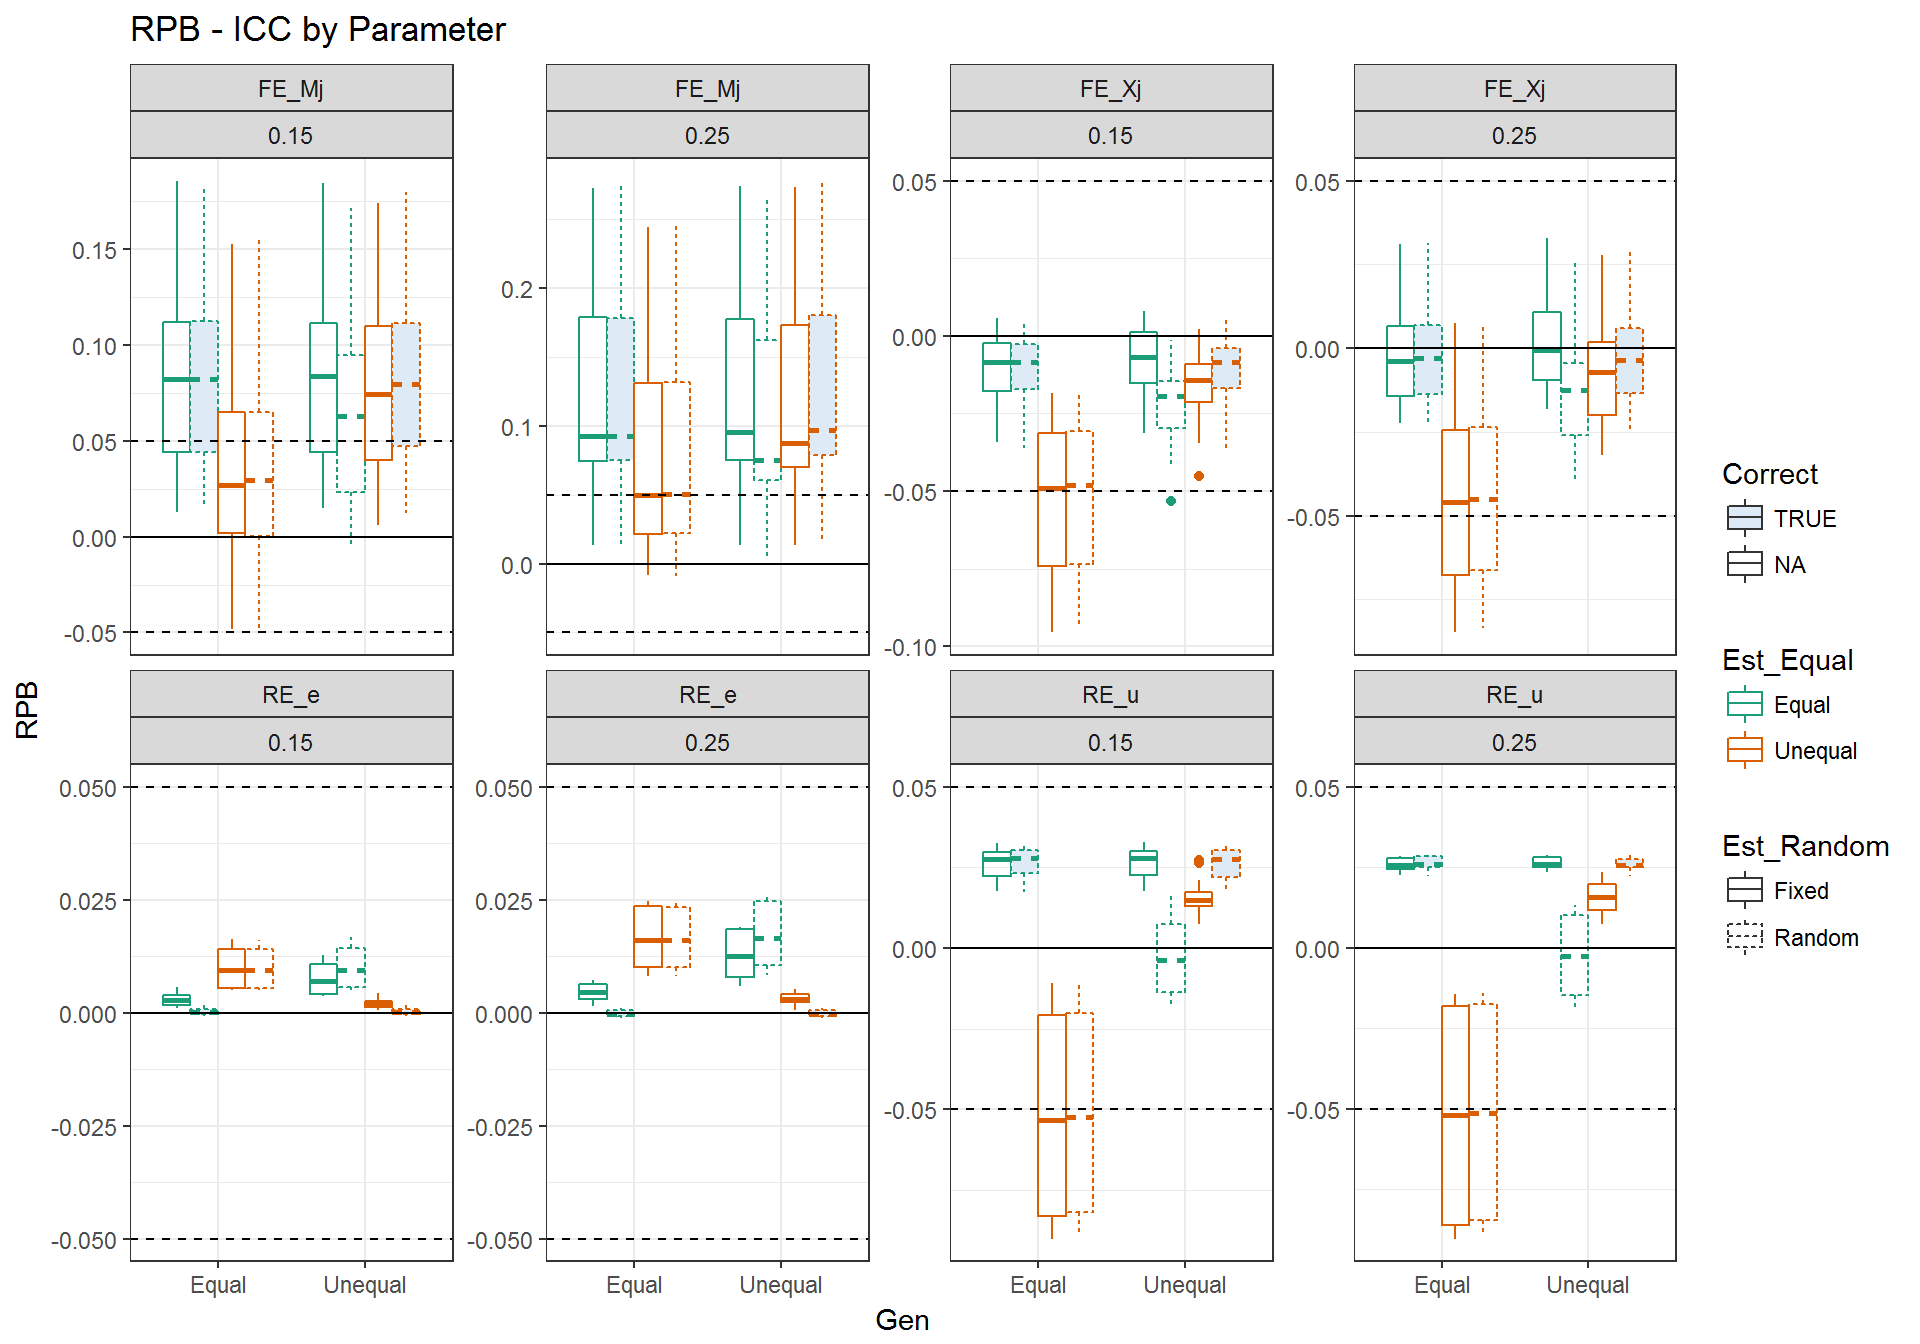 RPB - ICC by Parameter
FE_Mj
FE_Mj
FE_Xj
FE_Xj
0.15
0.25
0.15
0.25
0.15
0.10
0.05
0.00
-0.05
0.2
0.1
0.0
0.05
0.00
-0.05
-0.10
0.05
0.00
-0.05
RE_e
RE_e
RE_u
RE_u
0.15
0.25
0.15
0.25
0.050
0.025
0.000
-0.025
-0.050
0.050
0.025
0.000
-0.025
-0.050
0.05
0.00
-0.05
0.05
0.00
-0.05
Equal
Unequal
Equal
Unequal
Equal
Unequal
Equal
Unequal
Gen
RPB
Correct
TRUE
NA
Est_Equal
Equal
Unequal
Est_Random
Fixed
Random